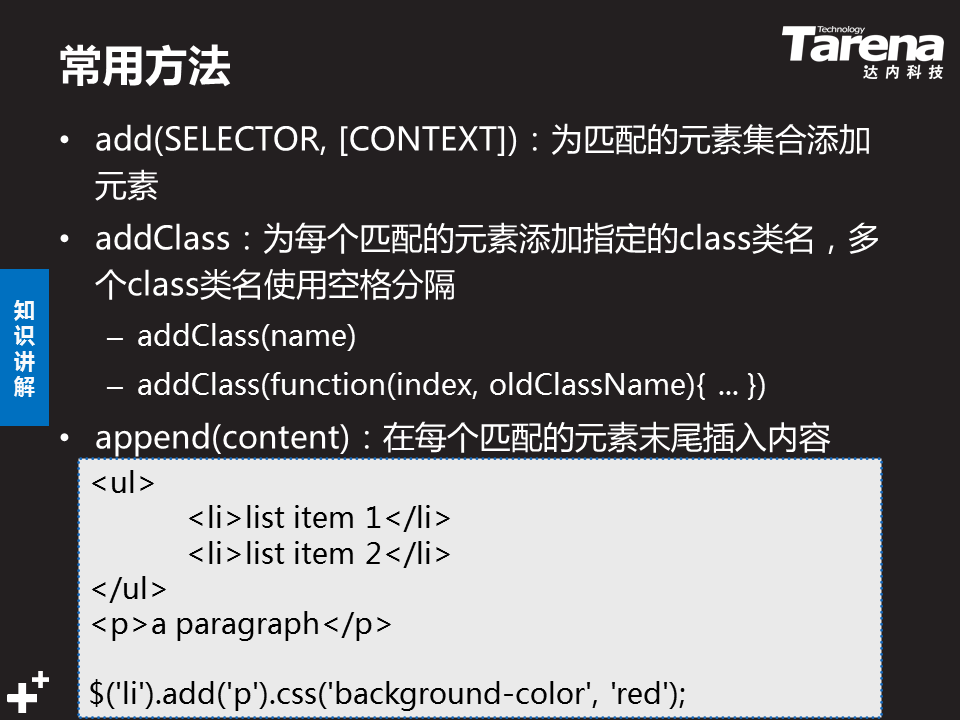 常用方法
Technology
Tarena
达内科技
• add(SELECTOR, [CONTEXT])：为匹配的元素集合添加
元素
• addClass：为每个匹配的元素添加指定的class类名，多
个class类名使用空格分隔
– addClass(name)
– addClass(function(index, oldClassName){ ... })
• append(content)：在每个匹配的元素末尾插入内容
知
识
讲
解
<ul>
<li>list item 1</li>
<li>list item 2</li>
</ul>
<p>a paragraph</p>
$('li').add('p').css('background-color', 'red');